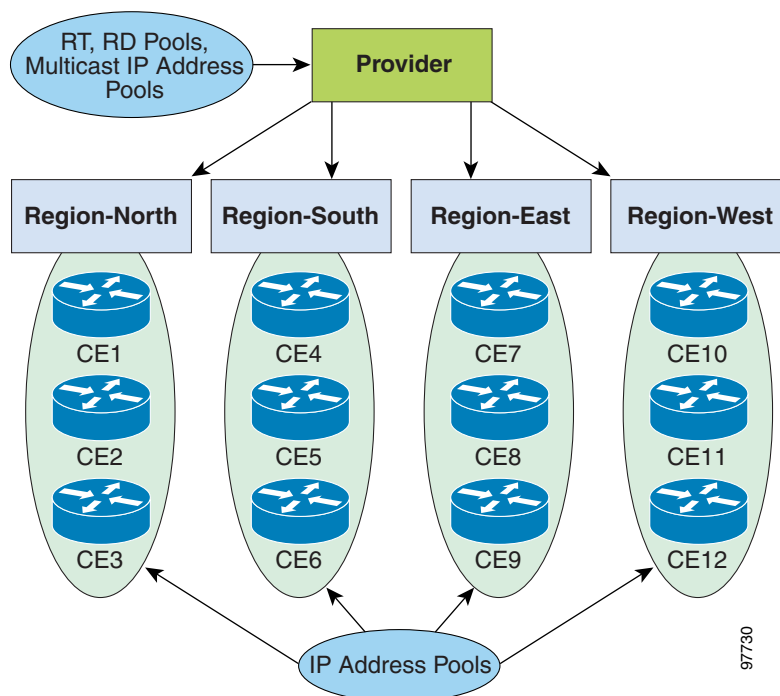 RT, RD Pools,
Multicast IP Address
Pools
Provider
Region-North
Region-South
Region-East
Region-West
CE1
CE4
CE7
CE10
CE2
CE5
CE8
CE11
CE3
CE6
CE9
CE12
IP Address Pools
97730